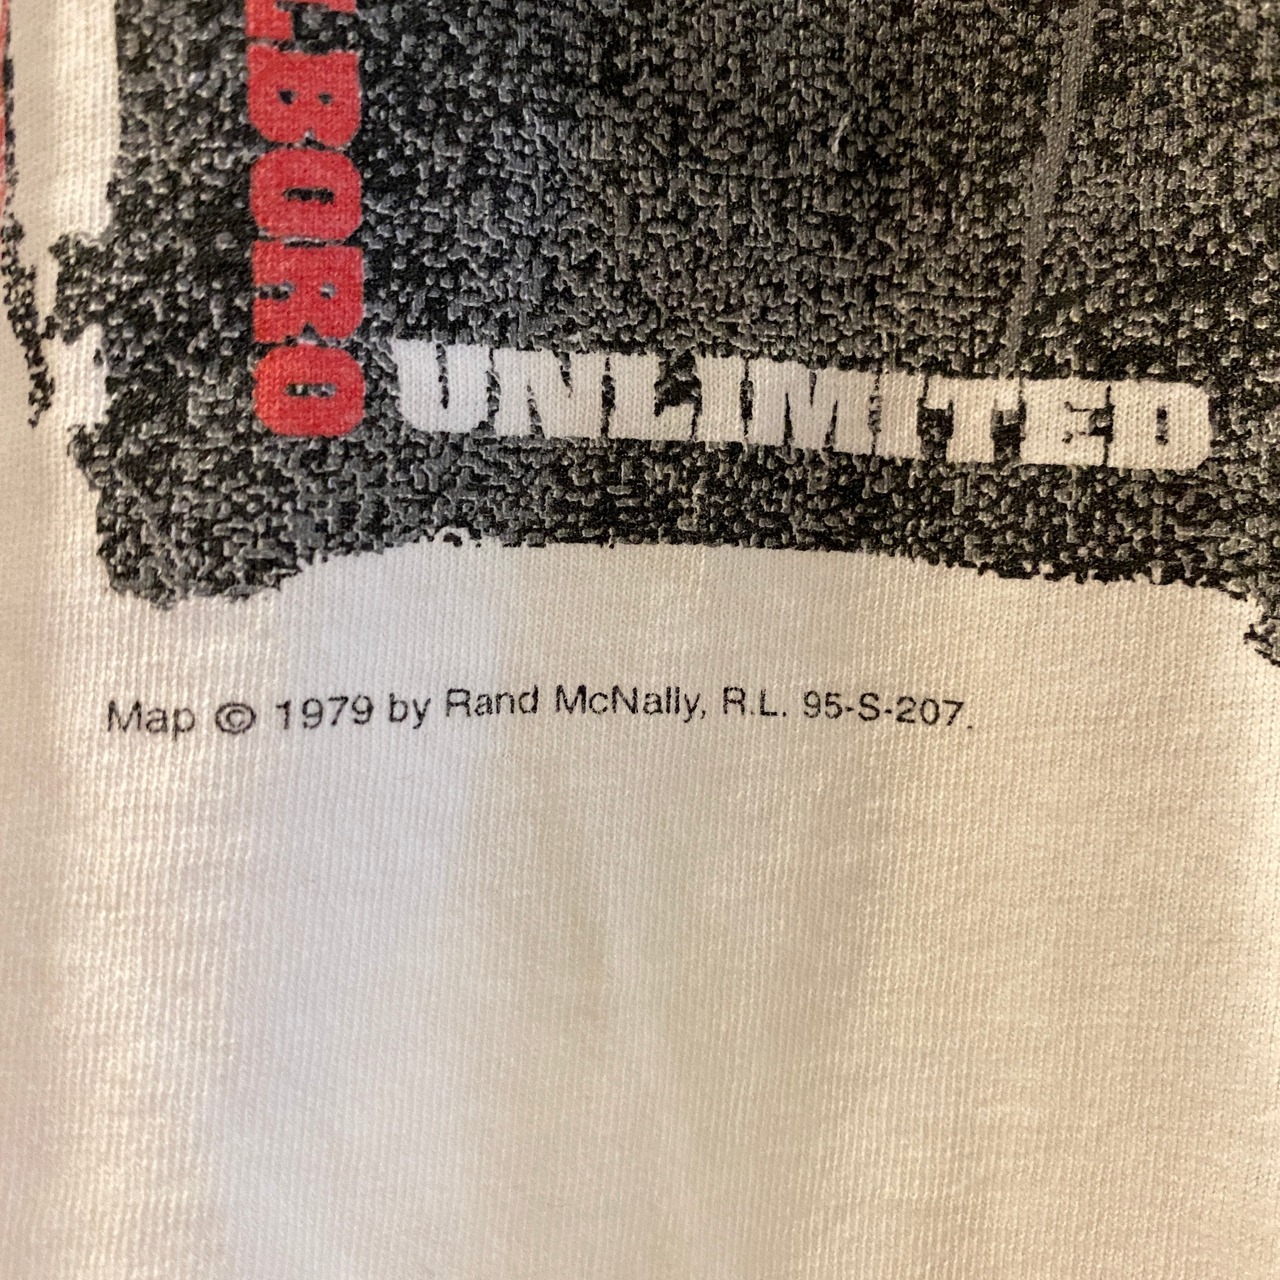 LBORO
UNLIMITED
Map © 1979 by Rand McNally, R.L. 95-S-207.